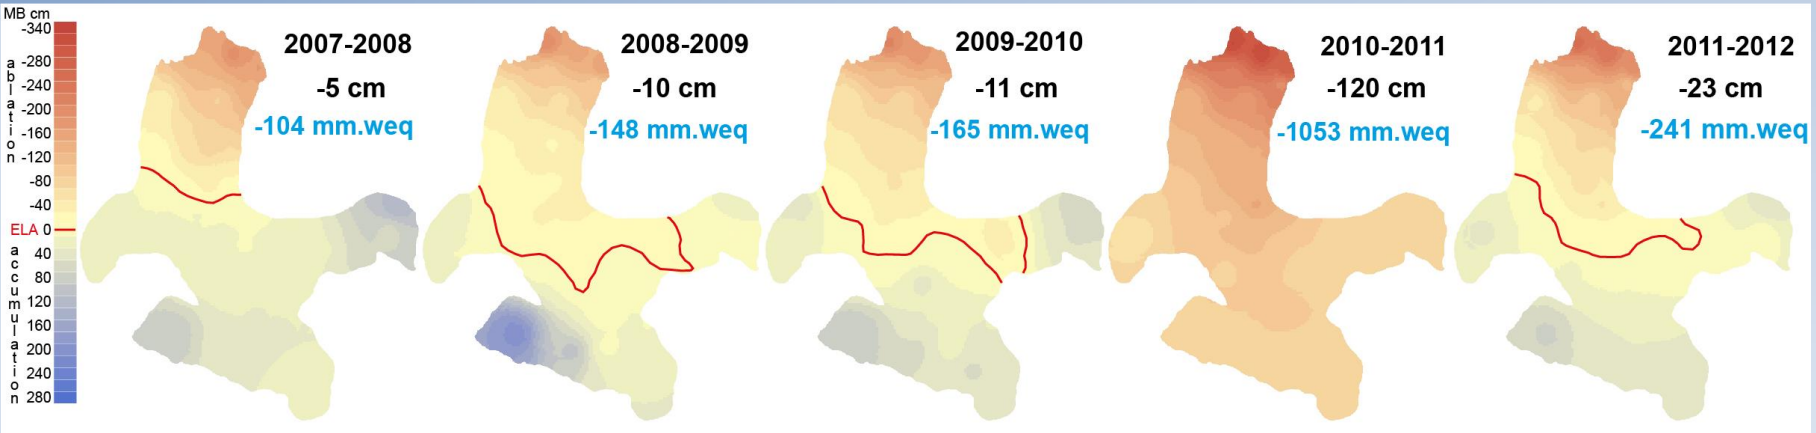 MB cm
-340
-280
-240
-200
-160
-120
-80
-40
ELA 0
40
80
120
160
200
240
280
ablation
accumulation
2007-2008
-5 cm
-104 mm.weq
2008-2009
-10 cm
-148 mm.weq
2009-2010
-11 cm
-165 mm.weq
2010-2011
-120 cm
-1053 mm.weq
2011-2012
-23 cm
-241 mm.weq